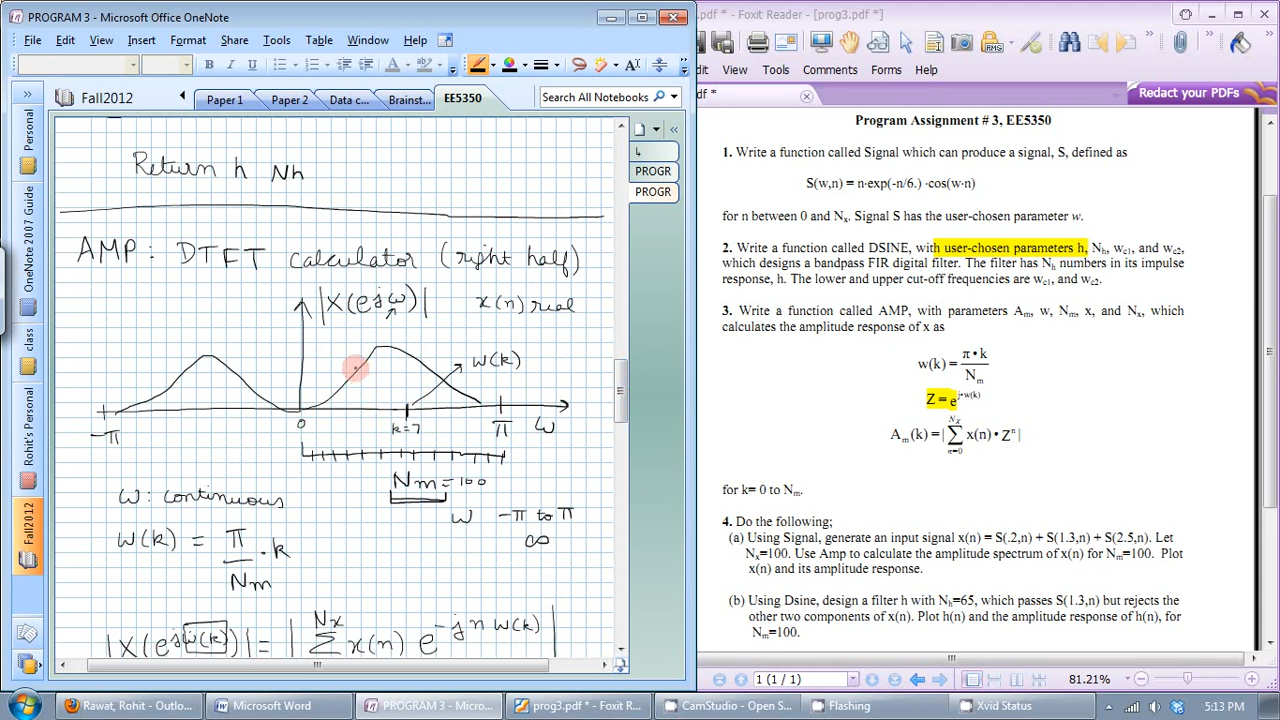 PROGRAM 3 - Microsoft Office OneNote
File Edit View Insert Format Share Tools Table Window Help
Fall2012 Paper 1 Paper 2 Data c... Brainst... EE5350 Search All Notebooks
Personal
OneNote 2007 Guide
class
Rohit's Personal
Fall2012
PROGR
PROGR
Return h Nh
AMP: DTFT calculator (right half)
|X(e^jω)| x(n) real
w(k)
-π 0 k=7 π ω
Nm=100
ω: continuous ω -π to π
w(k) = π/Nm · k ∞
|X(e^jw(k))| = | Nx Σ x(n) e^-jn w(k) |
.pdf * - Foxit Reader - [prog3.pdf *]
View Tools Comments Forms Help
df *
Redact your PDFs
Program Assignment # 3, EE5350
1. Write a function called Signal which can produce a signal, S, defined as
S(w,n) = n·exp(-n/6.) ·cos(w·n)
for n between 0 and Nx. Signal S has the user-chosen parameter w.
2. Write a function called DSINE, with user-chosen parameters h, Nh, wc1, and wc2,
which designs a bandpass FIR digital filter. The filter has Nh numbers in its impulse
response, h. The lower and upper cut-off frequencies are wc1, and wc2.
3. Write a function called AMP, with parameters Am, w, Nm, x, and Nx, which
calculates the amplitude response of x as
w(k) = π•k/Nm
Z = e^j•w(k)
Am(k) = | Nx Σ n=0 x(n)•Z^n |
for k= 0 to Nm.
4. Do the following;
(a) Using Signal, generate an input signal x(n) = S(.2,n) + S(1.3,n) + S(2.5,n). Let
Nx=100. Use Amp to calculate the amplitude spectrum of x(n) for Nm=100. Plot
x(n) and its amplitude response.
(b) Using Dsine, design a filter h with Nh=65, which passes S(1.3,n) but rejects the
other two components of x(n). Plot h(n) and the amplitude response of h(n), for
Nm=100.
1 (1 / 1) 81.21%
Rawat, Rohit - Outlo... Microsoft Word PROGRAM 3 - Micros... prog3.pdf * - Foxit R... CamStudio - Open S... Flashing Xvid Status 5:13 PM